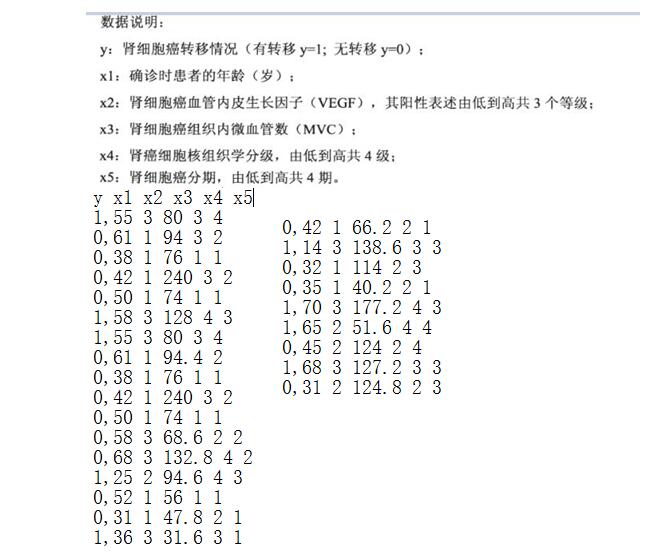 数据说明：
y：肾细胞癌转移情况（有转移 y=1; 无转移 y=0）；
x1：确诊时患者的年龄（岁）；
x2：肾细胞癌血管内皮生长因子（VEGF），其阳性表述由低到高共 3 个等级；
x3：肾细胞癌组织内微血管数（MVC）；
x4：肾癌细胞核组织学分级，由低到高共 4 级；
x5：肾细胞癌分期，由低到高共 4 期。
y x1 x2 x3 x4 x5
1,55 3 80 3 4
0,61 1 94 3 2
0,38 1 76 1 1
0,42 1 240 3 2
0,50 1 74 1 1
1,58 3 128 4 3
1,55 3 80 3 4
0,61 1 94.4 2
0,38 1 76 1 1
0,42 1 240 3 2
0,50 1 74 1 1
0,58 3 68.6 2 2
0,68 3 132.8 4 2
1,25 2 94.6 4 3
0,52 1 56 1 1
0,31 1 47.8 2 1
1,36 3 31.6 3 1
0,42 1 66.2 2 1
1,14 3 138.6 3 3
0,32 1 114 2 3
0,35 1 40.2 2 1
1,70 3 177.2 4 3
1,65 2 51.6 4 4
0,45 2 124 2 4
1,68 3 127.2 3 3
0,31 2 124.8 2 3